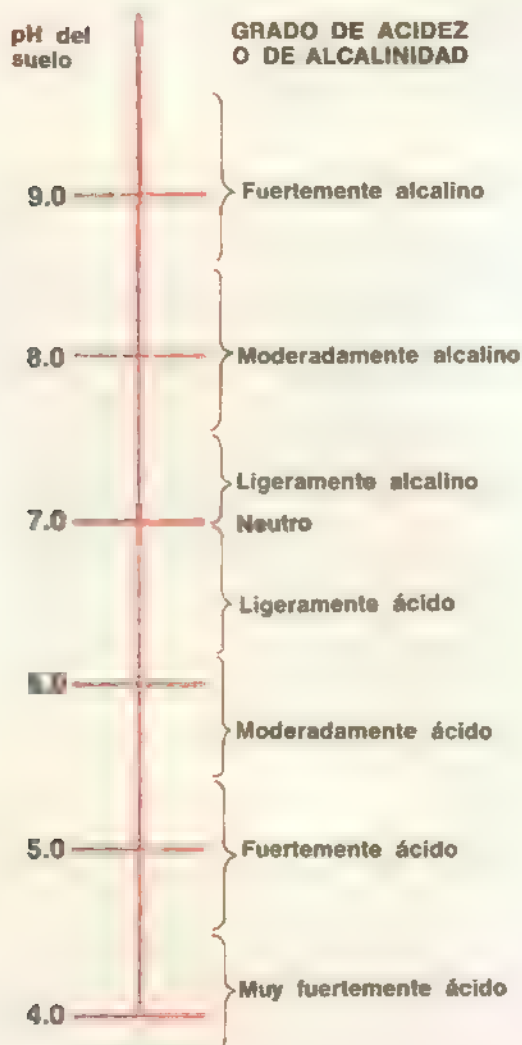 pH del
suelo
GRADO DE ACIDEZ
O DE ALCALINIDAD
9.0
Fuertemente alcalino
8.0
Moderadamente alcalino
Ligeramente alcalino
7.0
Neutro
Ligeramente ácido
Moderadamente ácido
5.0
Fuertemente ácido
Muy fuertemente ácido
4.0